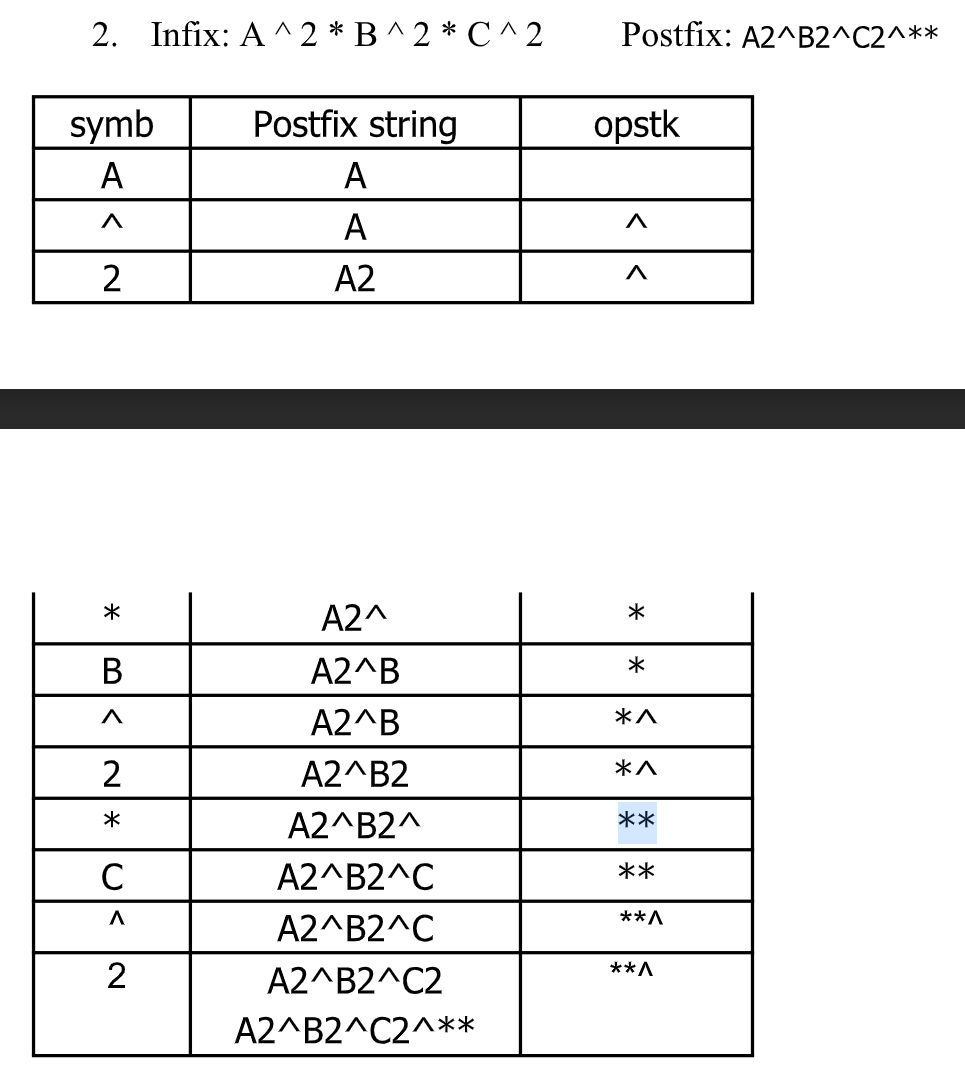 2. Infix: A ^ 2 * B ^ 2 * C ^ 2 Postfix: A2^B2^C2^**
symb Postfix string opstk
A A
^ A ^
2 A2 ^
* A2^ *
B A2^B *
^ A2^B *^
2 A2^B2 *^
* A2^B2^ **
C A2^B2^C **
^ A2^B2^C **^
2 A2^B2^C2 **^
A2^B2^C2^**